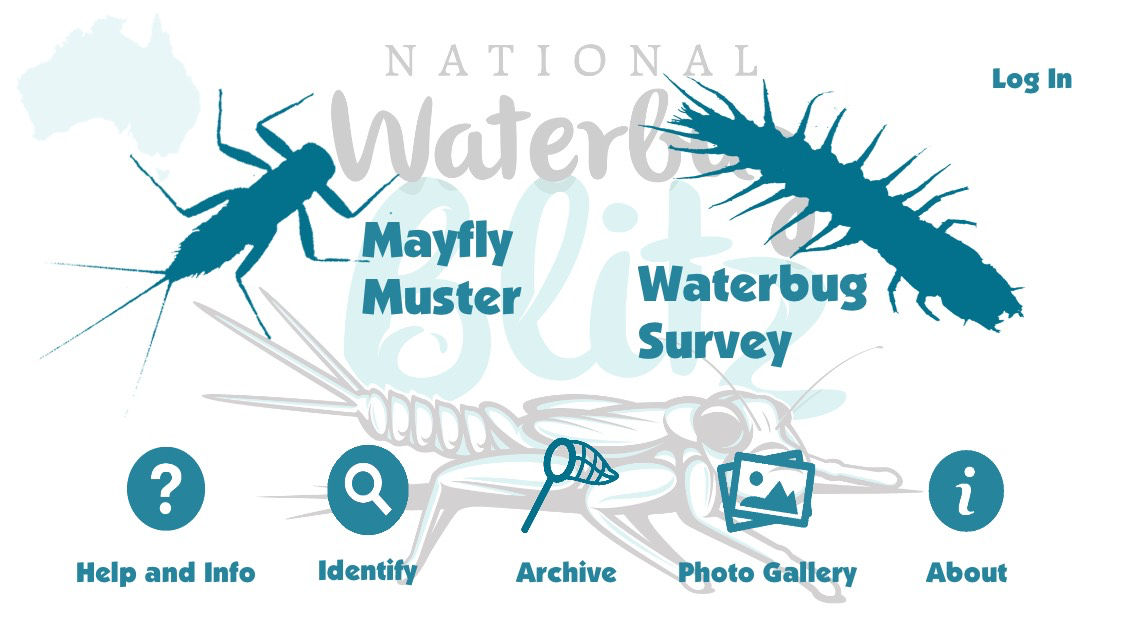 NATIONAL
Log In
Waterbug
Blitz
Mayfly
Muster
Waterbug
Survey
?
i
Help and Info
Identify
Archive
Photo Gallery
About